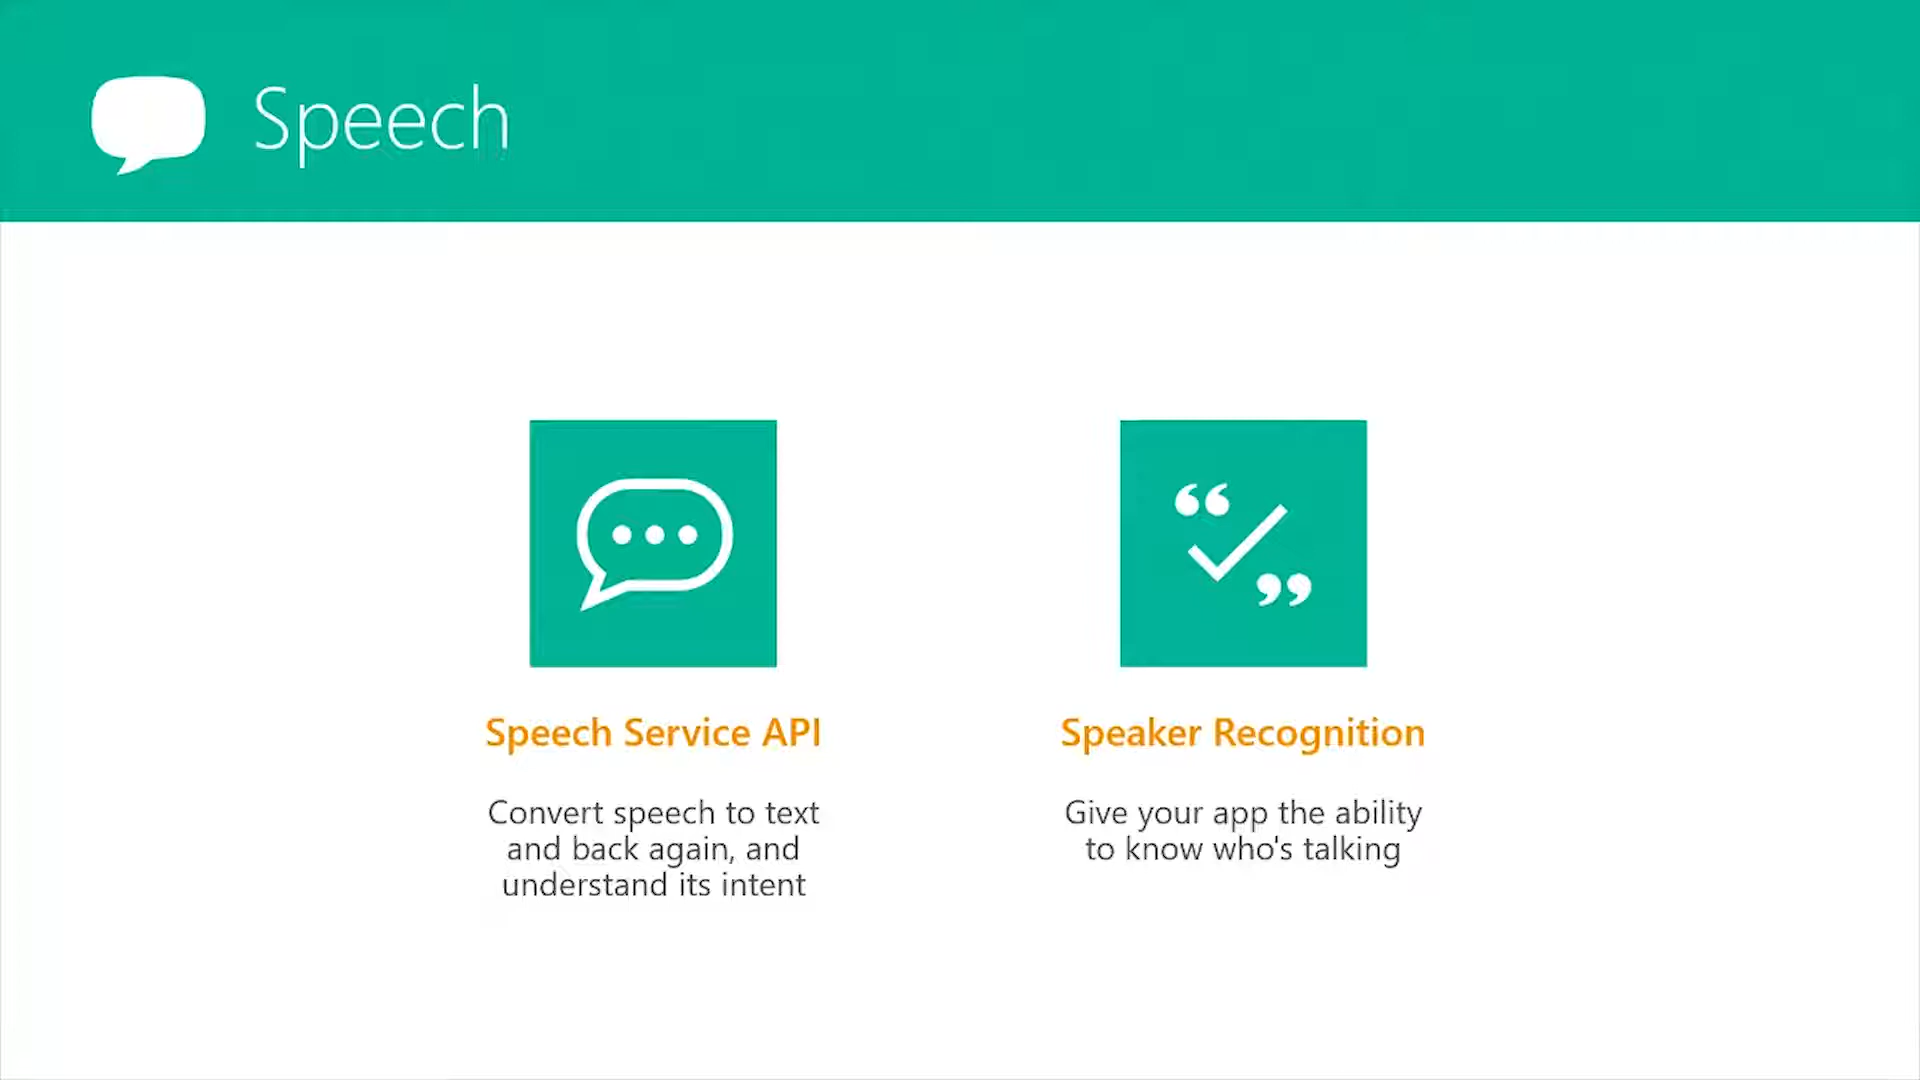 Speech
Speech Service API
Convert speech to text
and back again, and
understand its intent
Speaker Recognition
Give your app the ability
to know who's talking